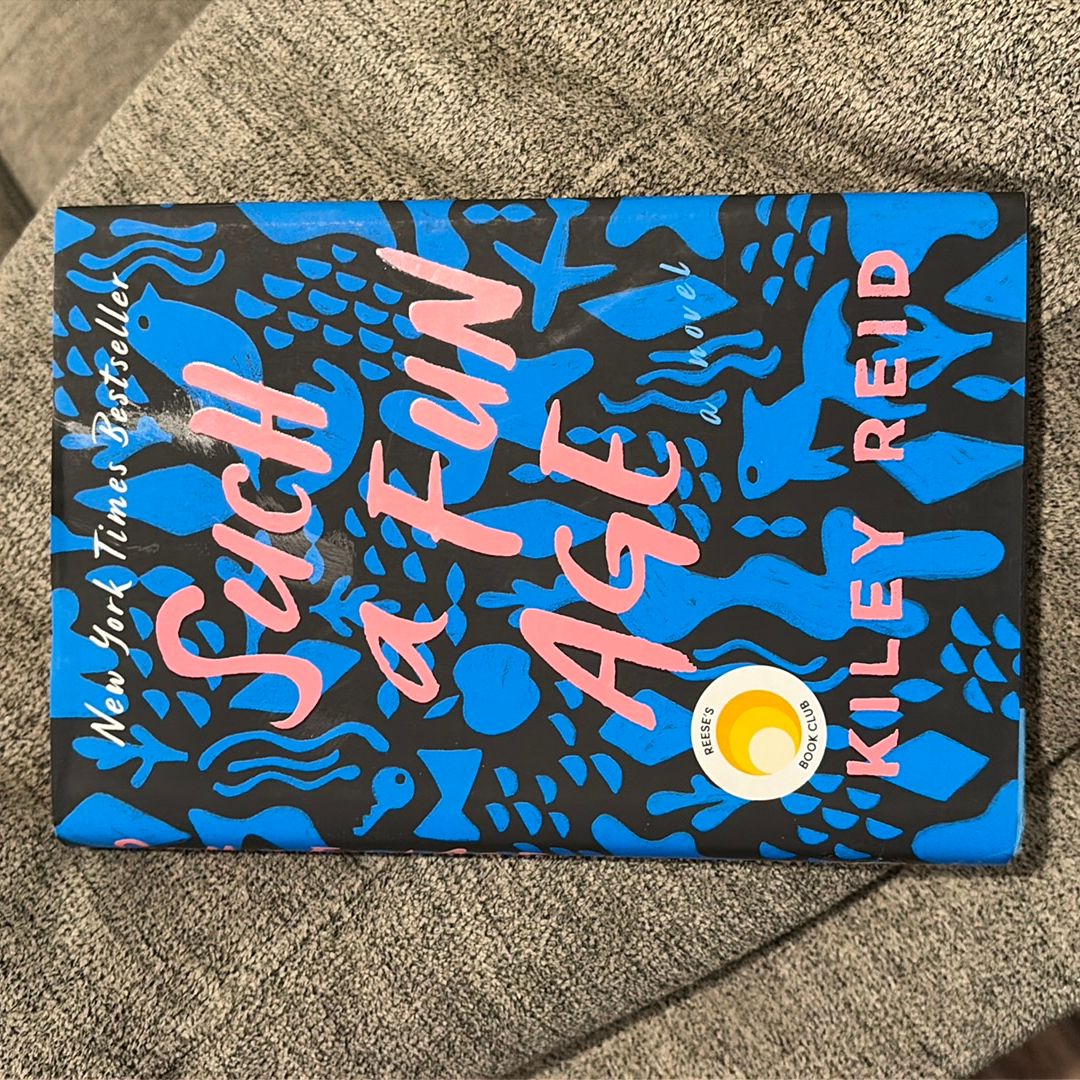 New York Times Bestseller
SUCH
a FUN
AGE
a novel
REESE'S
BOOK CLUB
KILEY REID